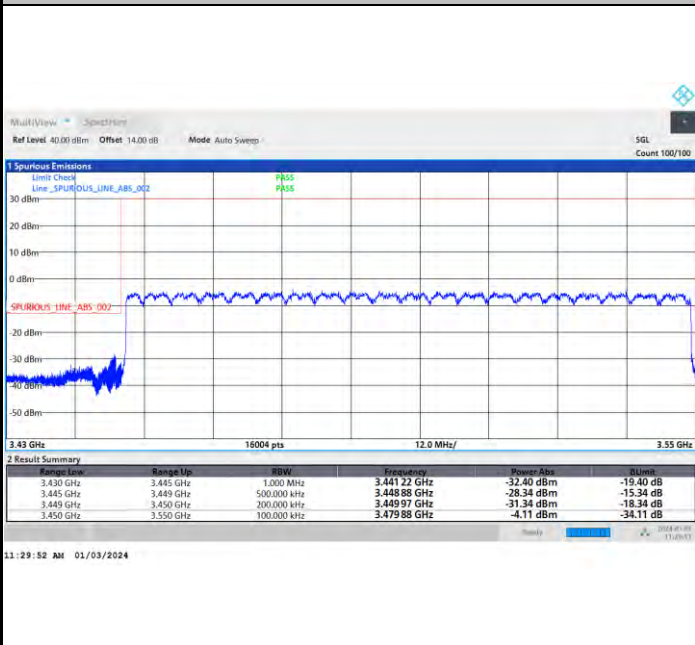 MultiView Spectrum
Ref Level 40.00 dBm Offset 14.00 dB Mode Auto Sweep
SGL
Count 100/100
1 Spurious Emissions
Limit Check PASS
Line _SPURIOUS_LINE_ABS_002 PASS
30 dBm
20 dBm
10 dBm
0 dBm
SPURIOUS_LINE_ABS_002
-20 dBm
-30 dBm
-40 dBm
-50 dBm
3.43 GHz 16004 pts 12.0 MHz/ 3.55 GHz
2 Result Summary
Range Low Range Up RBW Frequency Power Abs ΔLimit
3.430 GHz 3.445 GHz 1.000 MHz 3.441 22 GHz -32.40 dBm -19.40 dB
3.445 GHz 3.449 GHz 500.000 kHz 3.448 88 GHz -28.34 dBm -15.34 dB
3.449 GHz 3.450 GHz 200.000 kHz 3.449 97 GHz -31.34 dBm -18.34 dB
3.450 GHz 3.550 GHz 100.000 kHz 3.479 88 GHz -4.11 dBm -34.11 dB
Ready
11:29:52 AM 01/03/2024